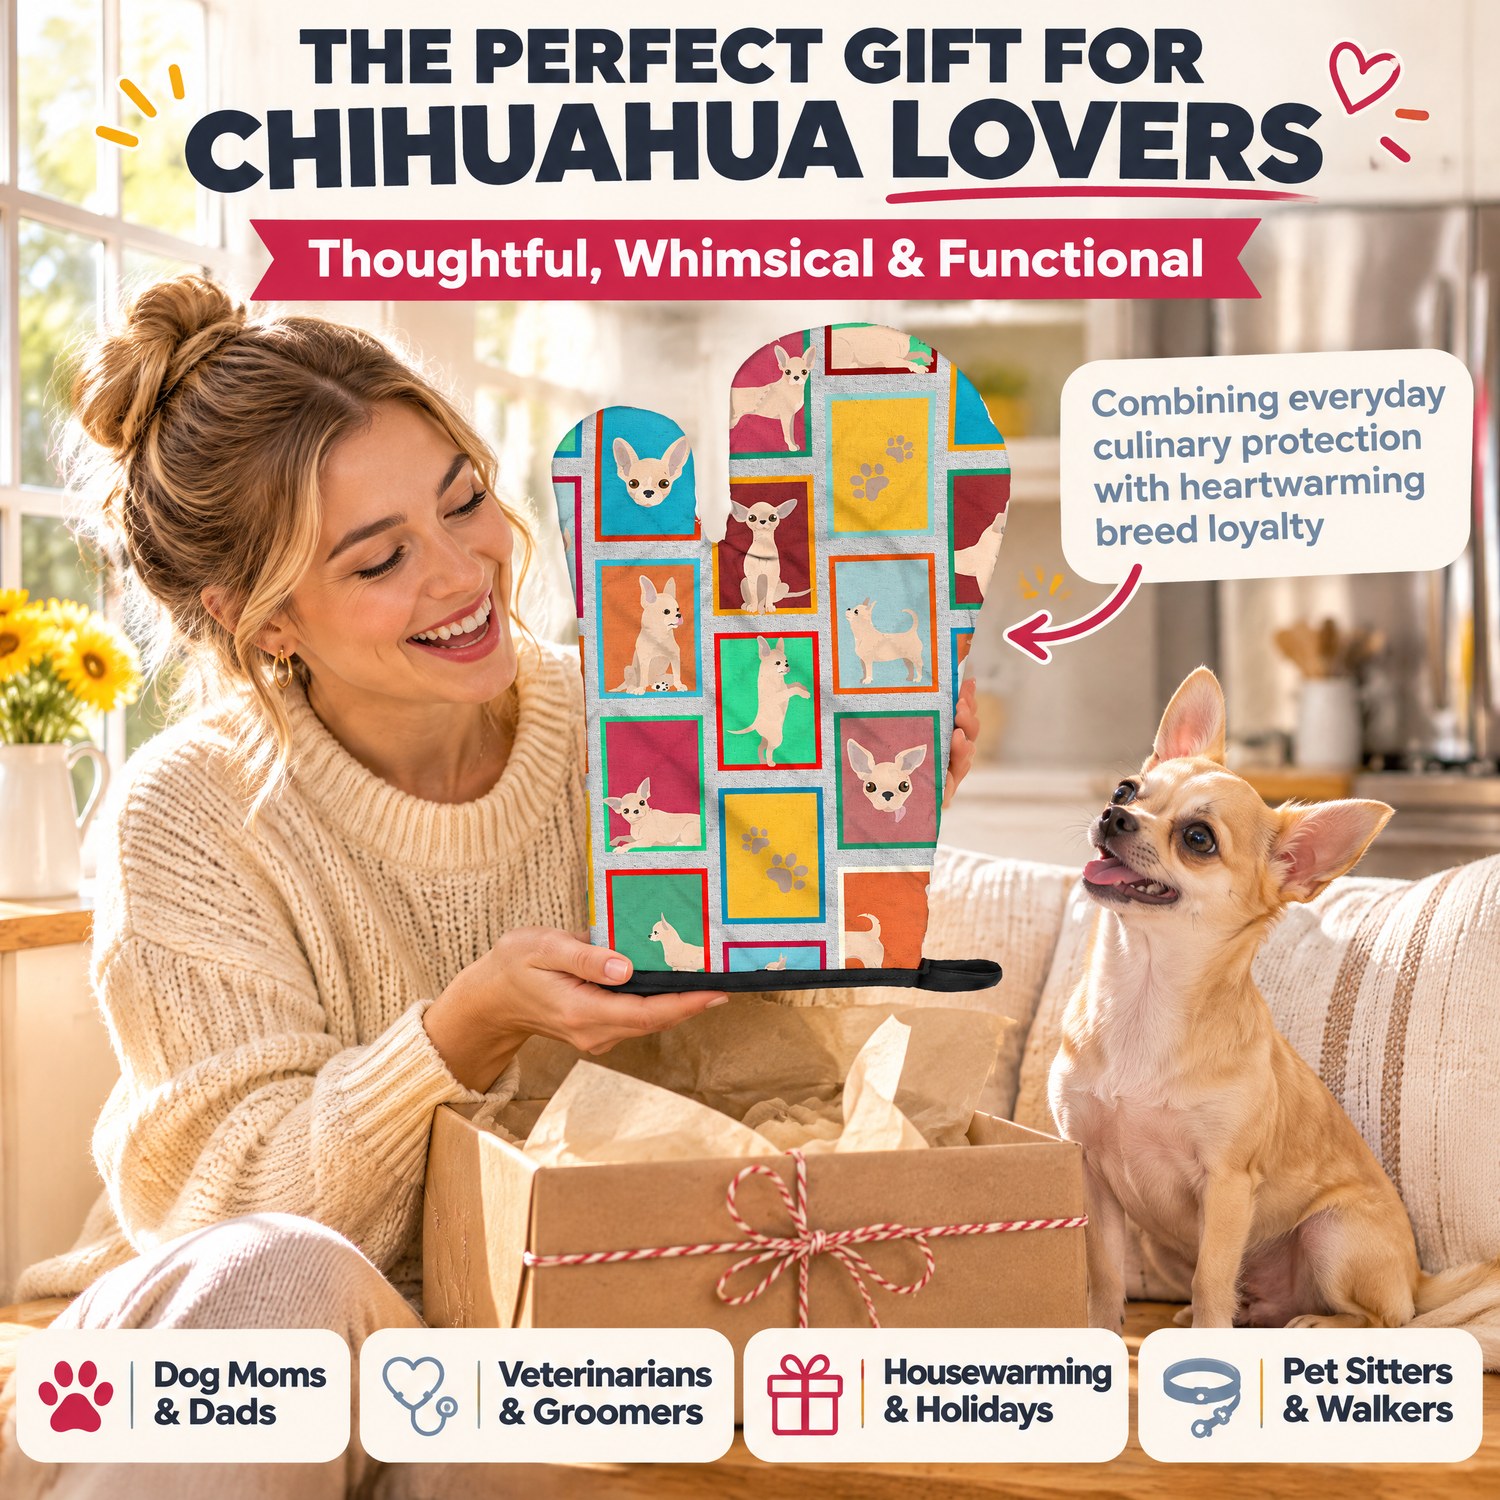 THE PERFECT GIFT FOR
CHIHUAHUA LOVERS
Thoughtful, Whimsical & Functional
Combining everyday
culinary protection
with heartwarming
breed loyalty
Dog Moms
& Dads
Veterinarians
& Groomers
Housewarming
& Holidays
Pet Sitters
& Walkers